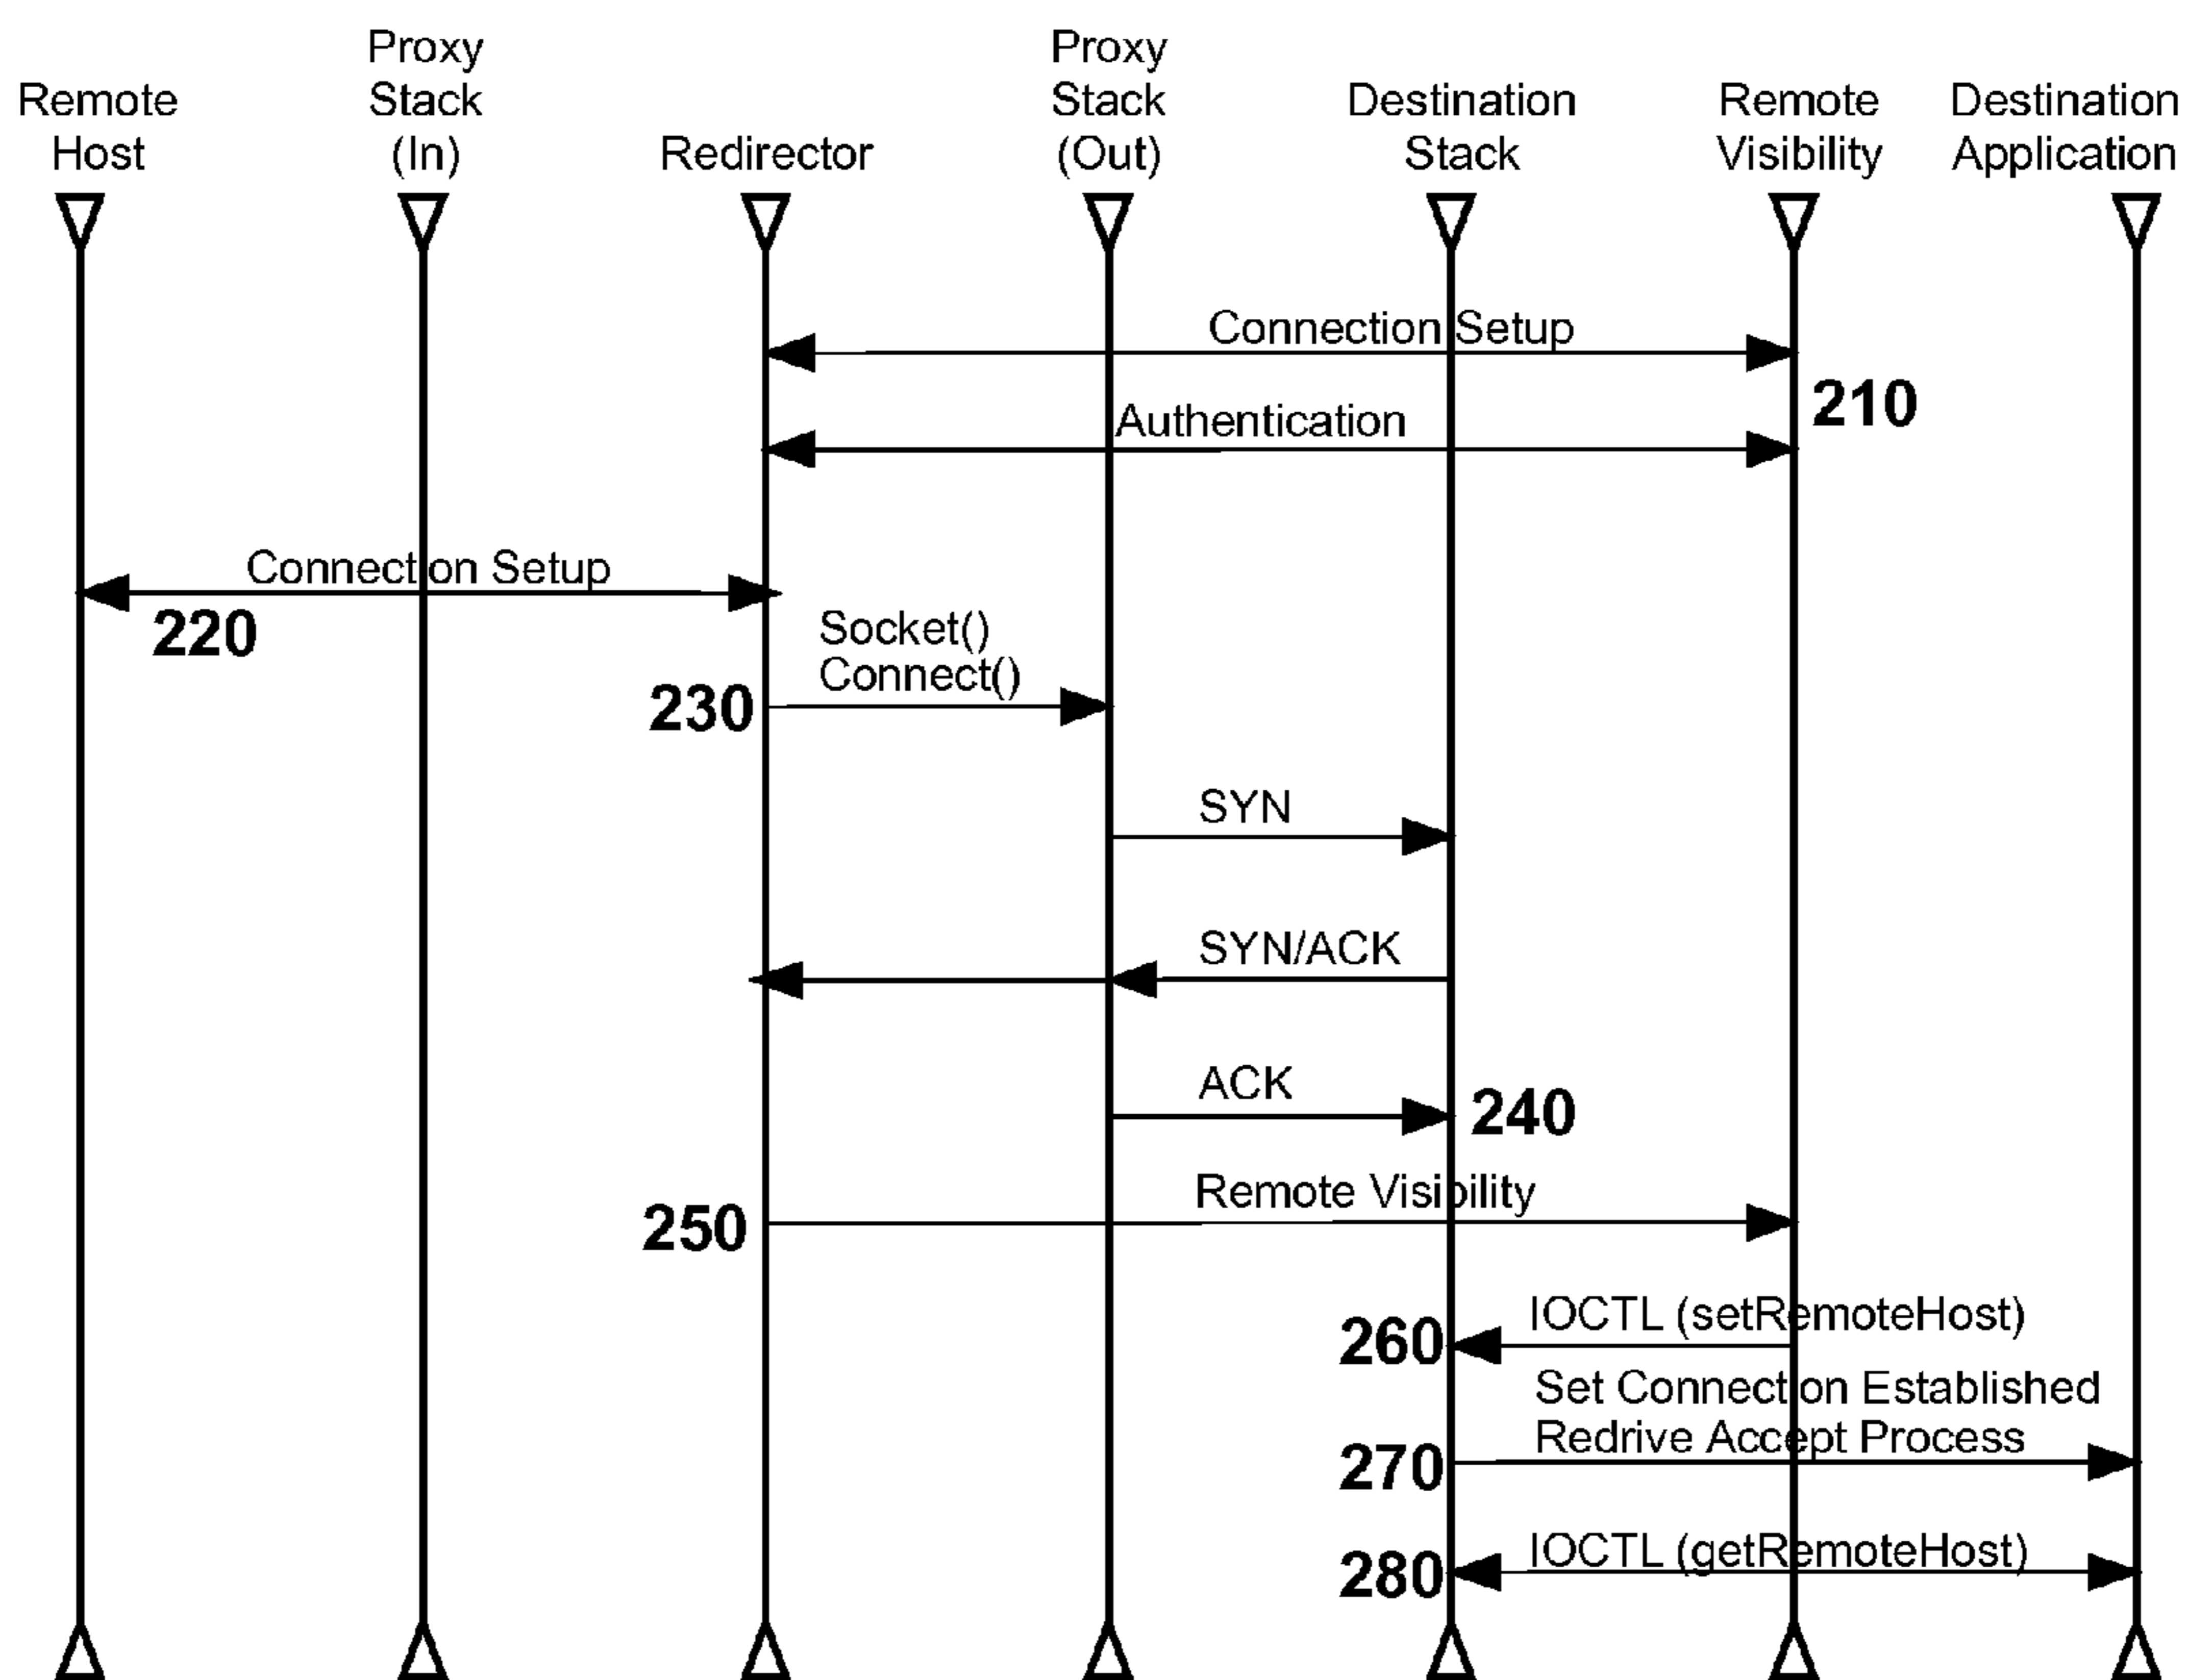 Remote
Host
Proxy
Stack
(In)
Redirector
Proxy
Stack
(Out)
Destination
Stack
Remote
Visibility
Destination
Application
Connection Setup
210
Authentication
Connection Setup
220
Socket()
Connect()
230
SYN
SYN/ACK
ACK
240
Remote Visibility
250
IOCTL (setRemoteHost)
260
Set Connection Established
Redrive Accept Process
270
IOCTL (getRemoteHost)
280